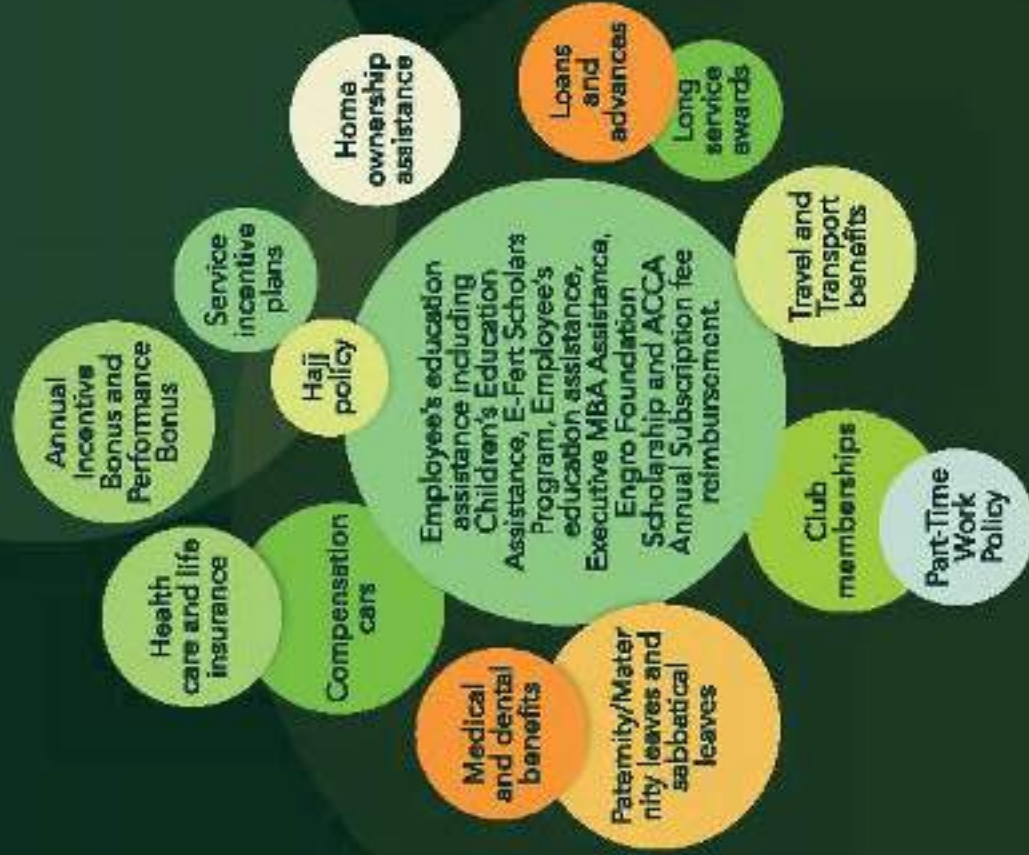 Annual
Incentive
Bonus and
Performance
Bonus
Health
care and life
insurance
Service
incentive
plans
Compensation
cars
Hajj
policy
Home
ownership
assistance
Medical
and dental
benefits
Employee's education
assistance including
Children's Education
Assistance, E-Fert Scholars
Program, Employee's
education assistance,
Executive MBA Assistance,
Engro Foundation
Scholarship and ACCA
Annual Subscription fee
reimbursement.
Loans
and
advances
Paternity/Mater
nity leaves and
sabbatical
leaves
Long
service
awards
Travel and
Transport
benefits
Club
memberships
Part-Time
Work
Policy